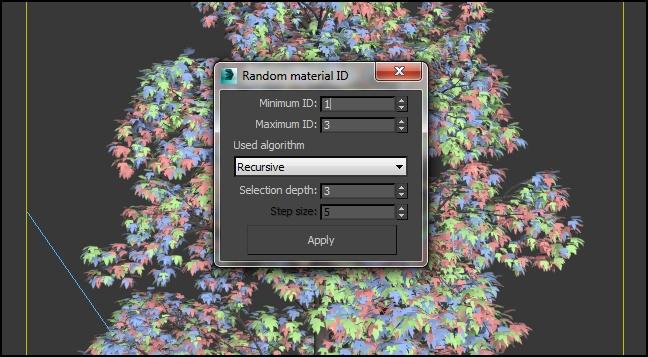 Random material ID
Minimum ID: 1
Maximum ID: 3
Used algorithm
Recursive
Selection depth: 3
Step size: 5
Apply